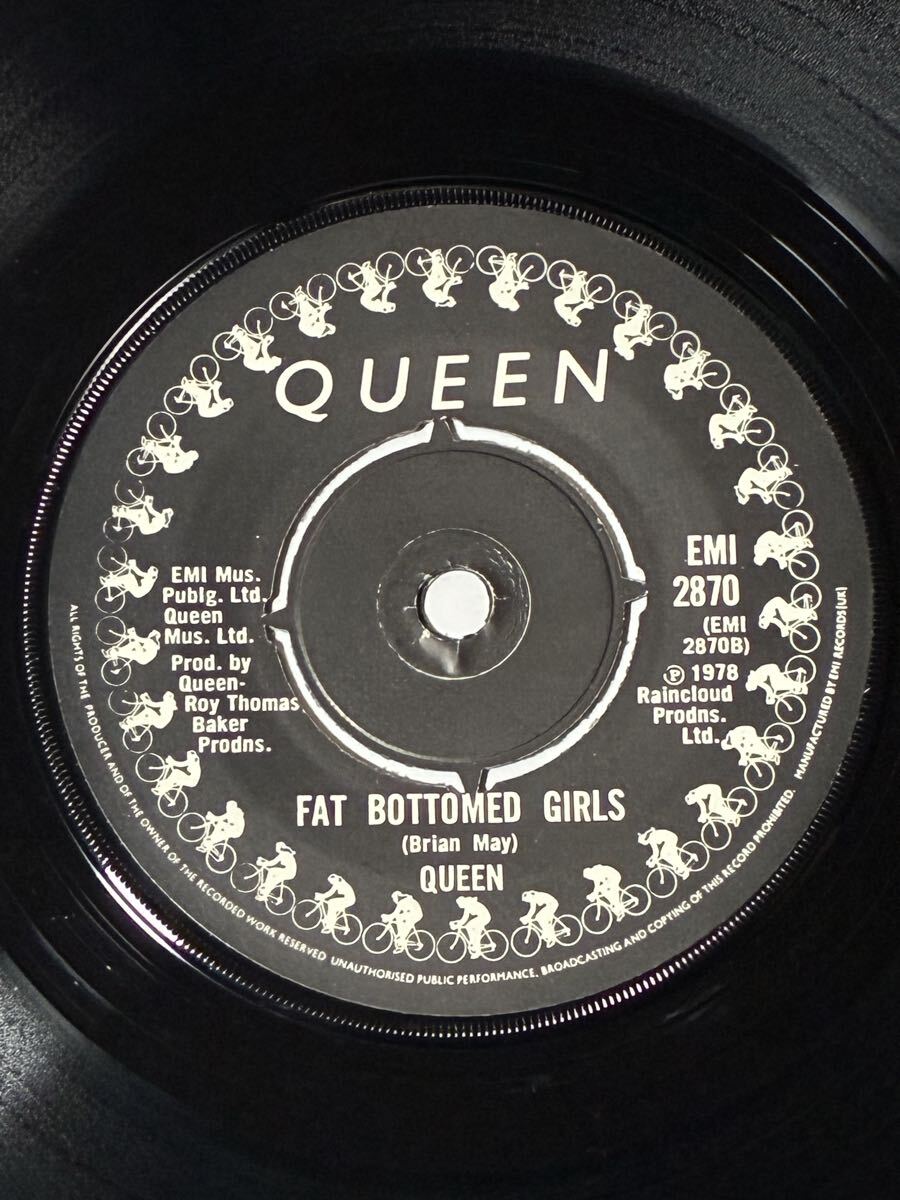 QUEEN
EMI Mus.
Publg. Ltd.
Queen
Mus. Ltd.
Prod. by
Queen-
Roy Thomas
Baker
Prodns.
EMI
2870
(EMI
2870B)
Ⓟ 1978
Raincloud
Prodns.
Ltd.
FAT BOTTOMED GIRLS
(Brian May)
QUEEN
ALL RIGHTS OF THE PRODUCER AND OF THE OWNER OF THE RECORDED WORK RESERVED UNAUTHORISED PUBLIC PERFORMANCE, BROADCASTING AND COPYING OF THIS RECORD PROHIBITED. MANUFACTURED BY EMI RECORDS (UK)